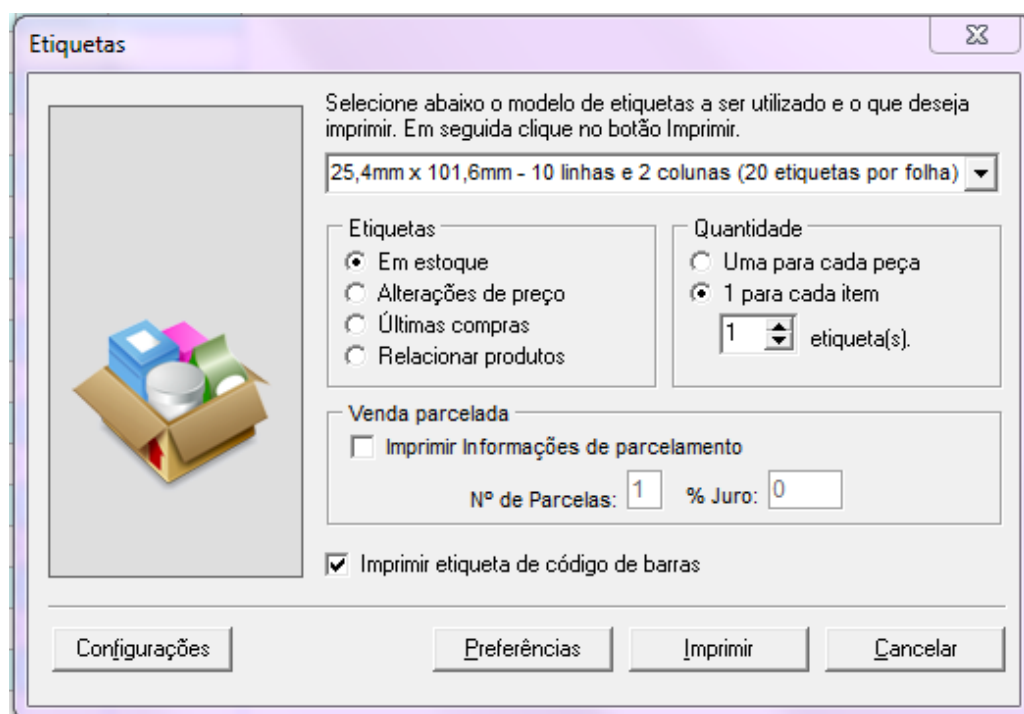 Etiquetas
Selecione abaixo o modelo de etiquetas a ser utilizado e o que deseja
imprimir. Em seguida clique no botão Imprimir.
25,4mm x 101,6mm - 10 linhas e 2 colunas (20 etiquetas por folha)
Etiquetas
Em estoque
Alterações de preço
Últimas compras
Relacionar produtos
Quantidade
Uma para cada peça
1 para cada item
1 etiqueta(s).
Venda parcelada
Imprimir Informações de parcelamento
Nº de Parcelas: 1 % Juro: 0
Imprimir etiqueta de código de barras
Configurações Preferências Imprimir Cancelar